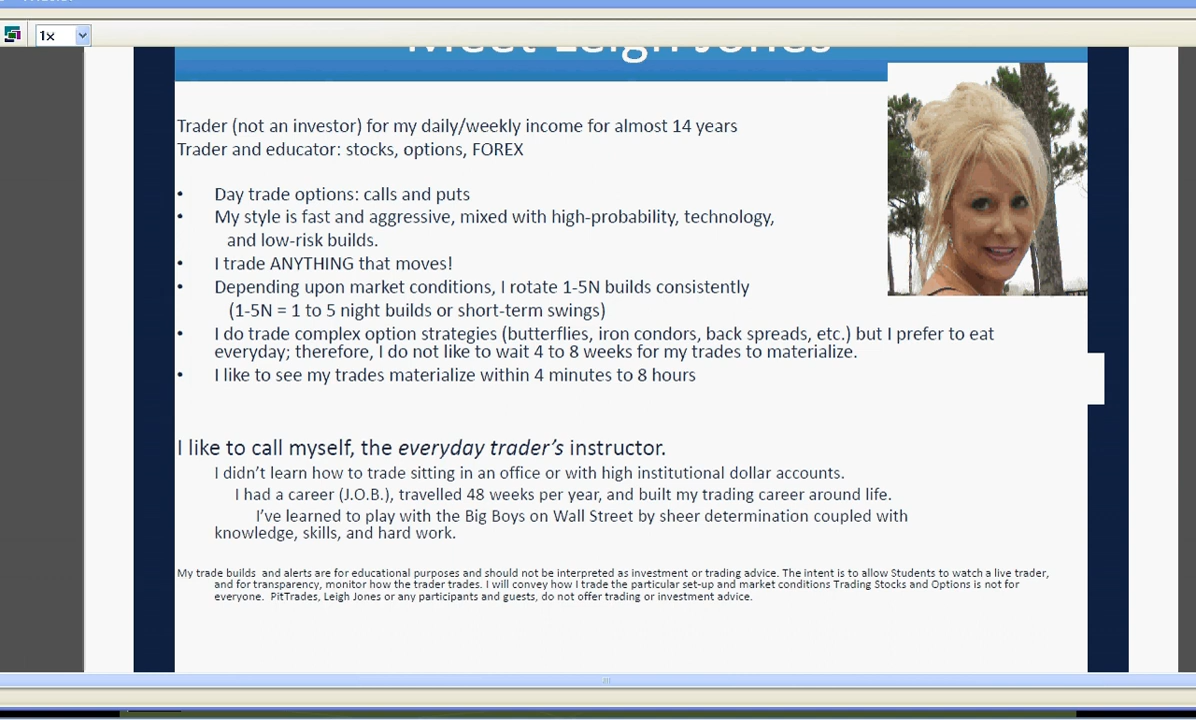 1x
Meet Leigh Jones
Trader (not an investor) for my daily/weekly income for almost 14 years
Trader and educator: stocks, options, FOREX
• Day trade options: calls and puts
• My style is fast and aggressive, mixed with high-probability, technology,
and low-risk builds.
• I trade ANYTHING that moves!
• Depending upon market conditions, I rotate 1-5N builds consistently
(1-5N = 1 to 5 night builds or short-term swings)
• I do trade complex option strategies (butterflies, iron condors, back spreads, etc.) but I prefer to eat
everyday; therefore, I do not like to wait 4 to 8 weeks for my trades to materialize.
• I like to see my trades materialize within 4 minutes to 8 hours
I like to call myself, the everyday trader’s instructor.
I didn’t learn how to trade sitting in an office or with high institutional dollar accounts.
I had a career (J.O.B.), travelled 48 weeks per year, and built my trading career around life.
I’ve learned to play with the Big Boys on Wall Street by sheer determination coupled with
knowledge, skills, and hard work.
My trade builds  and alerts are for educational purposes and should not be interpreted as investment or trading advice. The intent is to allow Students to watch a live trader,
and for transparency, monitor how the trader trades. I will convey how I trade the particular set-up and market conditions Trading Stocks and Options is not for
everyone.  PitTrades, Leigh Jones or any participants and guests, do not offer trading or investment advice.